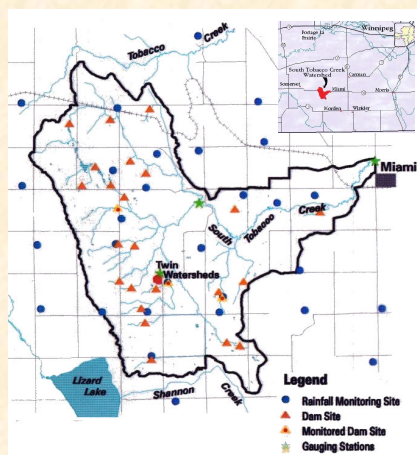 Tobacco
Creek
Winnipeg
Portage la
Prairie
South Tobacco Creek
Watershed
Carman
Somerset
Miami
Morris
Morden
Winkler
Miami
South
Tobacco
Creek
Twin
Watersheds
Lizard
Lake
Shannon
Creek
Legend
Rainfall Monitoring Site
Dam Site
Monitored Dam Site
Gauging Stations